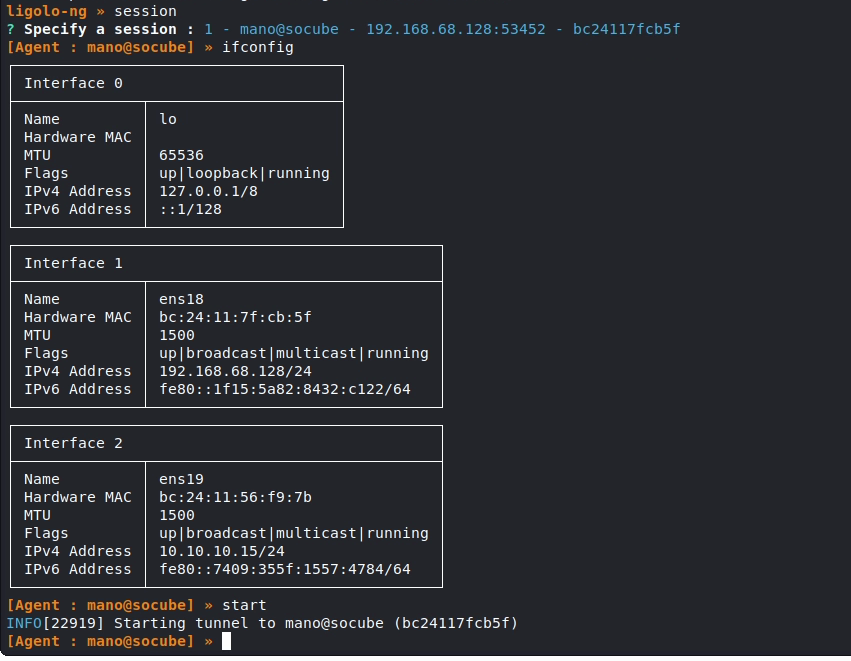 ligolo-ng » session
? Specify a session : 1 - mano@socube - 192.168.68.128:53452 - bc24117fcb5f
[Agent : mano@socube] » ifconfig
Interface 0
Name lo
Hardware MAC
MTU 65536
Flags up|loopback|running
IPv4 Address 127.0.0.1/8
IPv6 Address ::1/128
Interface 1
Name ens18
Hardware MAC bc:24:11:7f:cb:5f
MTU 1500
Flags up|broadcast|multicast|running
IPv4 Address 192.168.68.128/24
IPv6 Address fe80::1f15:5a82:8432:c122/64
Interface 2
Name ens19
Hardware MAC bc:24:11:56:f9:7b
MTU 1500
Flags up|broadcast|multicast|running
IPv4 Address 10.10.10.15/24
IPv6 Address fe80::7409:355f:1557:4784/64
[Agent : mano@socube] » start
INFO[22919] Starting tunnel to mano@socube (bc24117fcb5f)
[Agent : mano@socube] »